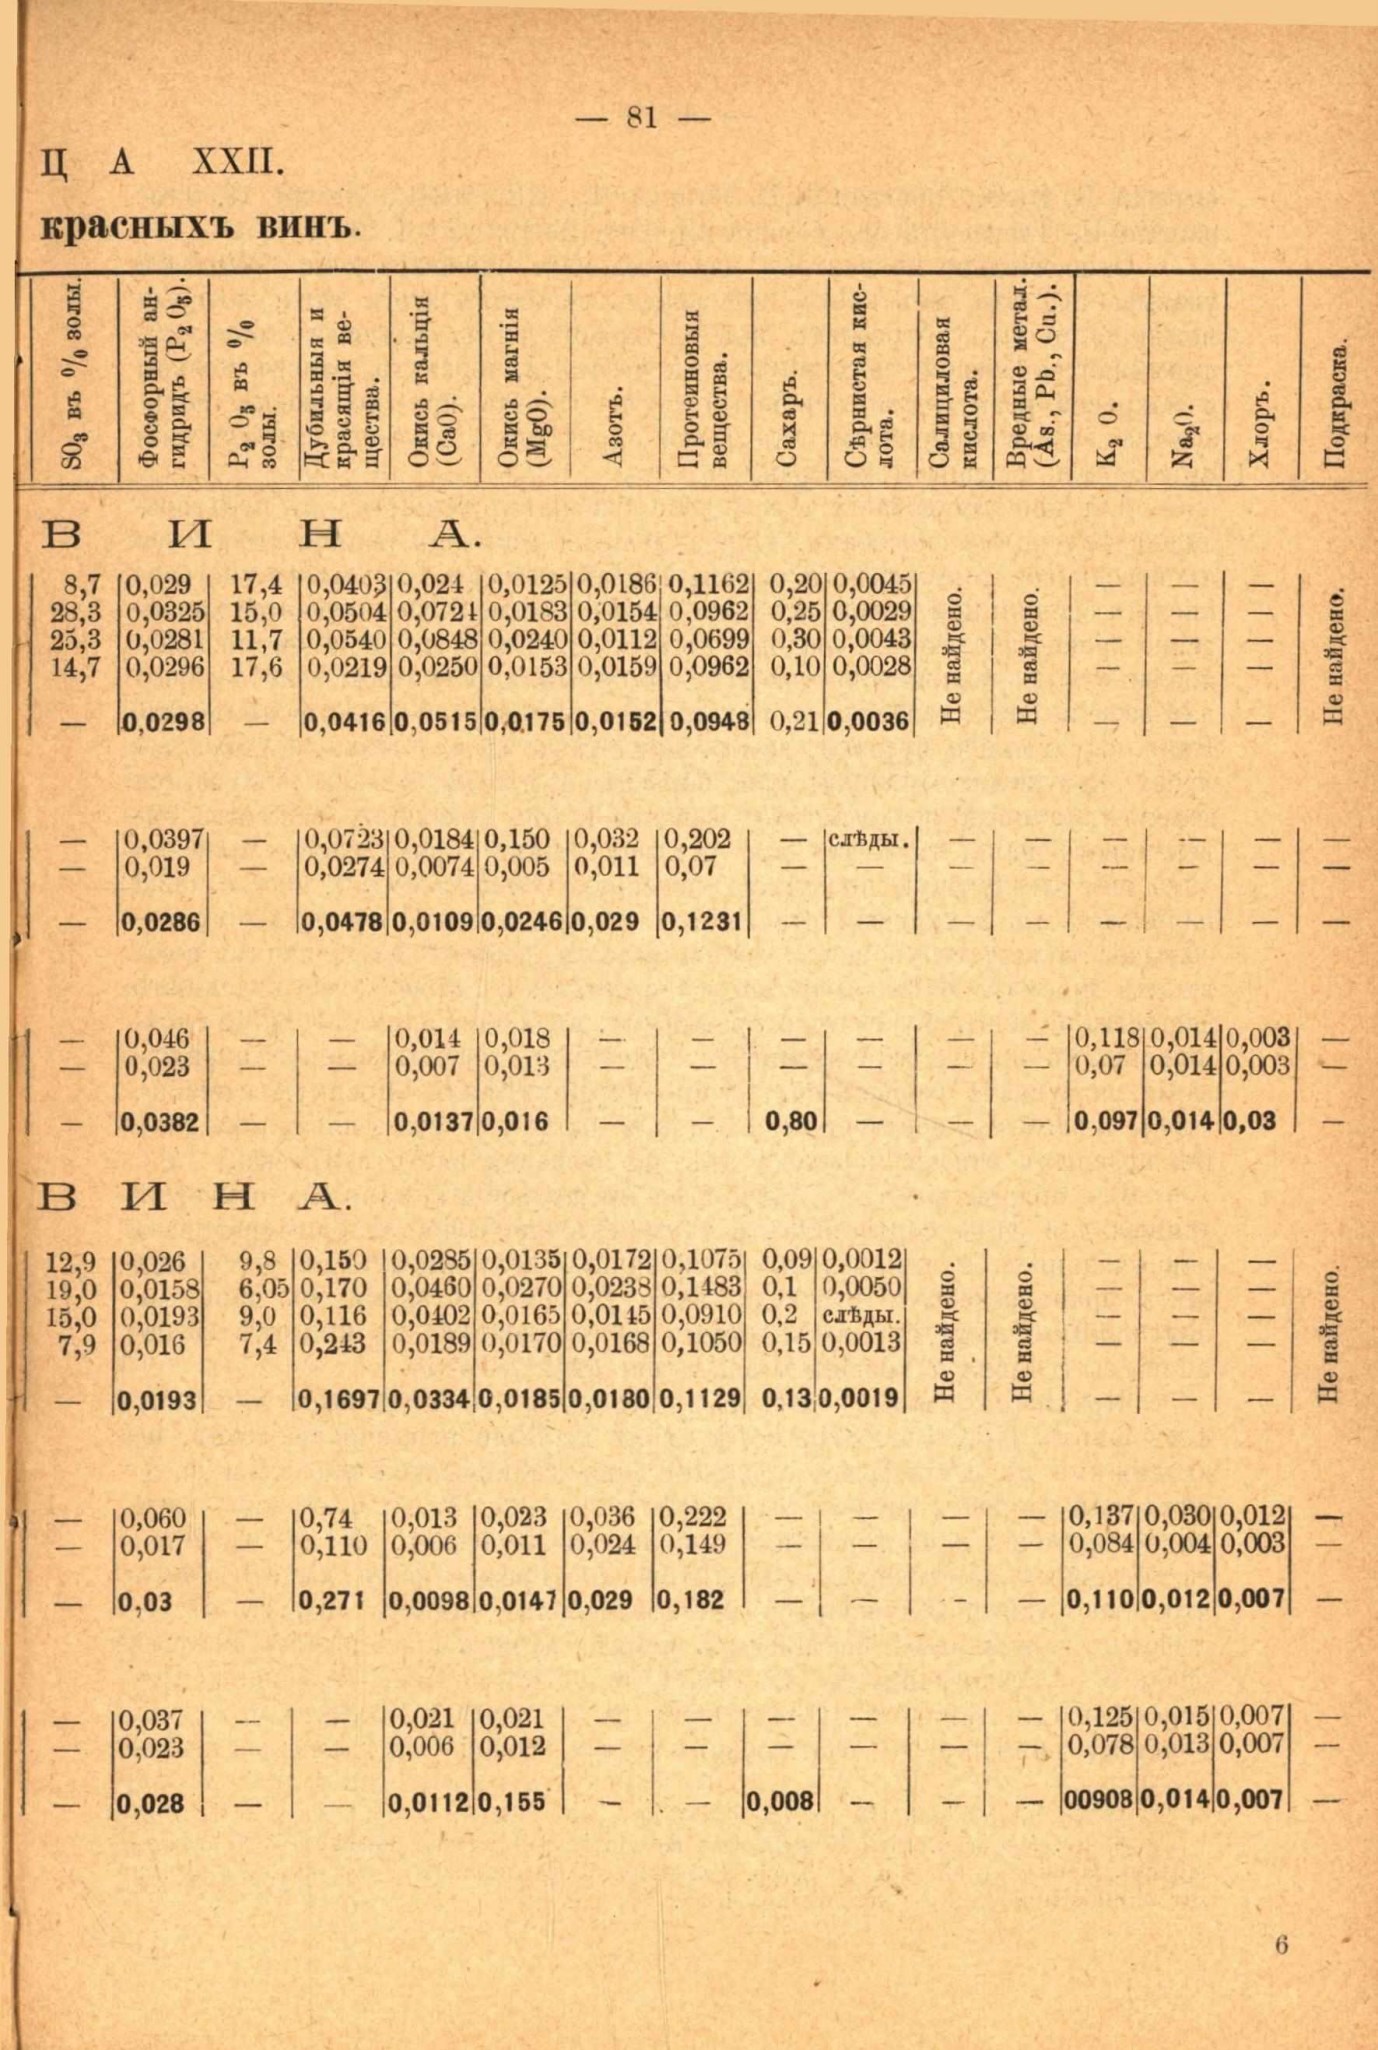 — 81 —
Ц А XXII.
красныхъ винъ.
SO3 въ % золы. | Фосфорный ан-гидридъ (P2 O5). | P2 O5 въ % золы. | Дубильныя и красящія ве-щества. | Окись кальція (CaO). | Окись магнія (MgO). | Азотъ. | Протеиновыя вещества. | Сахаръ. | Сѣрнистая кис-лота. | Салициловая кислота. | Вредные метал. (As., Pb., Cu.). | K2 O. | Na2O. | Хлоръ. | Подкраска.
В И Н А.
8,7 | 0,029 | 17,4 | 0,0403 | 0,024 | 0,0125 | 0,0186 | 0,1162 | 0,20 | 0,0045 | Не найдено. | Не найдено. | — | — | — | Не найдено.
28,3 | 0,0325 | 15,0 | 0,0504 | 0,0724 | 0,0183 | 0,0154 | 0,0962 | 0,25 | 0,0029 | — | — | —
25,3 | 0,0281 | 11,7 | 0,0540 | 0,0848 | 0,0240 | 0,0112 | 0,0699 | 0,30 | 0,0043 | — | — | —
14,7 | 0,0296 | 17,6 | 0,0219 | 0,0250 | 0,0153 | 0,0159 | 0,0962 | 0,10 | 0,0028 | — | — | —
— | 0,0298 | — | 0,0416 | 0,0515 | 0,0175 | 0,0152 | 0,0948 | 0,21 | 0,0036 | — | — | —
— | 0,0397 | — | 0,0723 | 0,0184 | 0,150 | 0,032 | 0,202 | — | слѣды. | — | — | — | — | — | —
— | 0,019 | — | 0,0274 | 0,0074 | 0,005 | 0,011 | 0,07 | — | — | — | — | — | — | — | —
— | 0,0286 | — | 0,0478 | 0,0109 | 0,0246 | 0,029 | 0,1231 | — | — | — | — | — | — | — | —
— | 0,046 | — | — | 0,014 | 0,018 | — | — | — | — | — | — | 0,118 | 0,014 | 0,003 | —
— | 0,023 | — | — | 0,007 | 0,013 | — | — | — | — | — | — | 0,07 | 0,014 | 0,003 | —
— | 0,0382 | — | — | 0,0137 | 0,016 | — | — | 0,80 | — | — | — | 0,097 | 0,014 | 0,03 | —
В И Н А.
12,9 | 0,026 | 9,8 | 0,150 | 0,0285 | 0,0135 | 0,0172 | 0,1075 | 0,09 | 0,0012 | Не найдено. | Не найдено. | — | — | — | Не найдено.
19,0 | 0,0158 | 6,05 | 0,170 | 0,0460 | 0,0270 | 0,0238 | 0,1483 | 0,1 | 0,0050 | — | — | —
15,0 | 0,0193 | 9,0 | 0,116 | 0,0402 | 0,0165 | 0,0145 | 0,0910 | 0,2 | слѣды. | — | — | —
7,9 | 0,016 | 7,4 | 0,243 | 0,0189 | 0,0170 | 0,0168 | 0,1050 | 0,15 | 0,0013 | — | — | —
— | 0,0193 | — | 0,1697 | 0,0334 | 0,0185 | 0,0180 | 0,1129 | 0,13 | 0,0019 | — | — | —
— | 0,060 | — | 0,74 | 0,013 | 0,023 | 0,036 | 0,222 | — | — | — | — | 0,137 | 0,030 | 0,012 | —
— | 0,017 | — | 0,110 | 0,006 | 0,011 | 0,024 | 0,149 | — | — | — | — | 0,084 | 0,004 | 0,003 | —
— | 0,03 | — | 0,271 | 0,0098 | 0,0147 | 0,029 | 0,182 | — | — | - | — | 0,110 | 0,012 | 0,007 | —
— | 0,037 | — | — | 0,021 | 0,021 | — | — | — | — | — | — | 0,125 | 0,015 | 0,007 | —
— | 0,023 | — | — | 0,006 | 0,012 | — | — | — | — | — | — | 0,078 | 0,013 | 0,007 | —
— | 0,028 | — | — | 0,0112 | 0,155 | — | — | 0,008 | — | — | — | 00908 | 0,014 | 0,007 | —
6